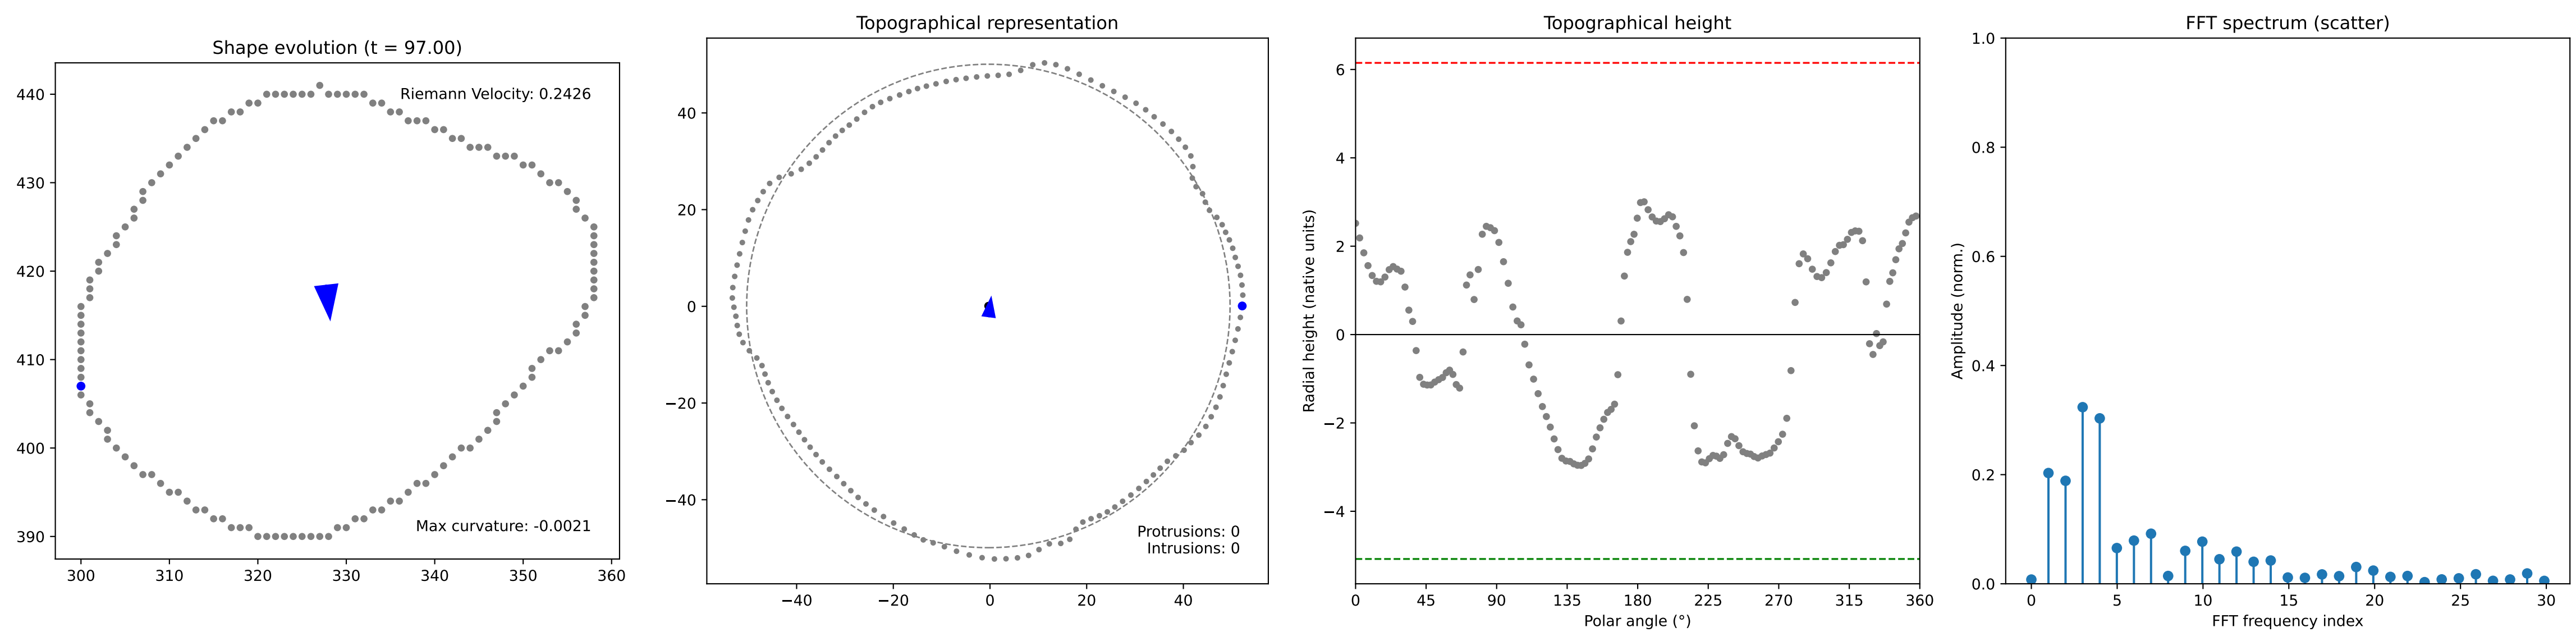 Shape evolution (t = 97.00)
Riemann Velocity: 0.2426
Max curvature: -0.0021
440
430
420
410
400
390
300 310 320 330 340 350 360
Topographical representation
40
20
0
−20
−40
Protrusions: 0
Intrusions: 0
−40 −20 0 20 40
Topographical height
Radial height (native units)
6
4
2
0
−2
−4
0 45 90 135 180 225 270 315 360
Polar angle (°)
FFT spectrum (scatter)
Amplitude (norm.)
1.0
0.8
0.6
0.4
0.2
0.0
0 5 10 15 20 25 30
FFT frequency index